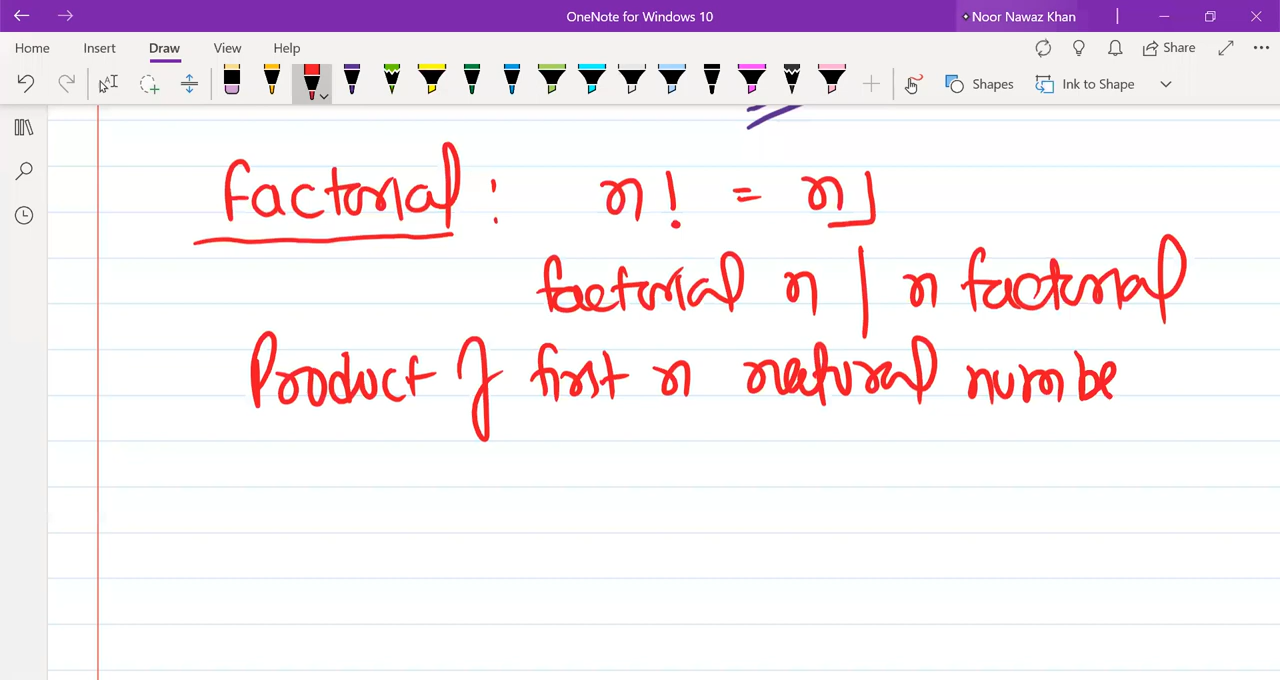 OneNote for Windows 10
Noor Nawaz Khan
Home Insert Draw View Help
Share
Shapes
Ink to Shape
factorial : n! = n⅃
factorial n | n factorial
Product of first n natural numbe